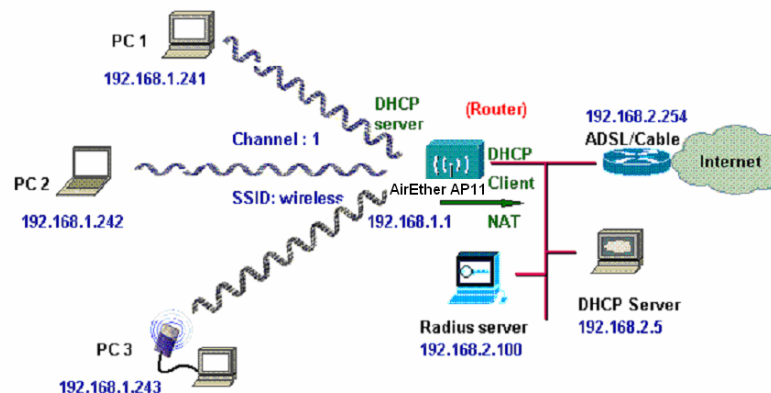 PC 1
192.168.1.241
DHCP
server
(Router)
192.168.2.254
ADSL/Cable
Internet
Channel : 1
DHCP
AirEther AP11
Client
PC 2
SSID: wireless
192.168.1.242
192.168.1.1
NAT
Radius server
192.168.2.100
DHCP Server
192.168.2.5
PC 3
192.168.1.243